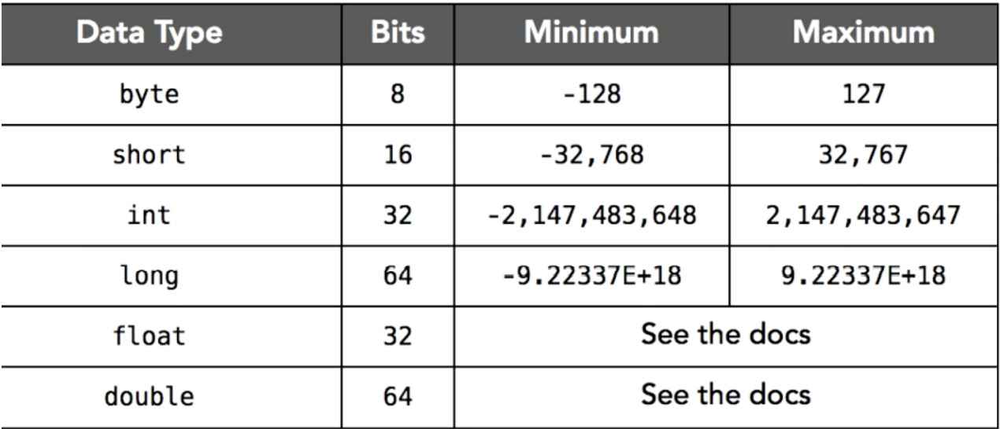 Data Type Bits Minimum Maximum
byte 8 -128 127
short 16 -32,768 32,767
int 32 -2,147,483,648 2,147,483,647
long 64 -9.22337E+18 9.22337E+18
float 32 See the docs
double 64 See the docs